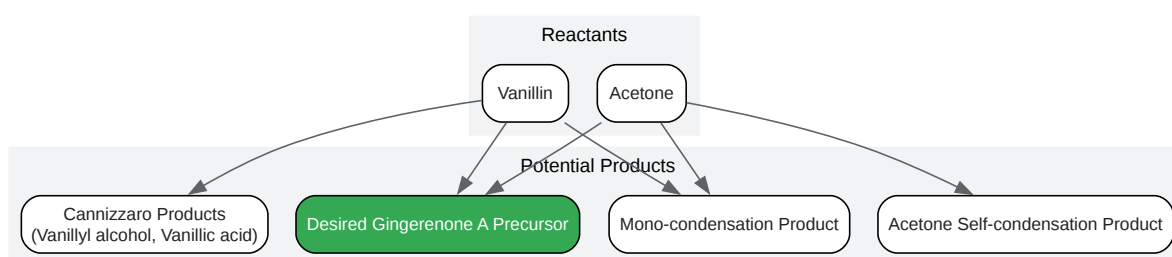 Reactants
Vanillin
Acetone
Potential Products
Cannizzaro Products
(Vanillyl alcohol, Vanillic acid)
Desired Gingerenone A Precursor
Mono-condensation Product
Acetone Self-condensation Product